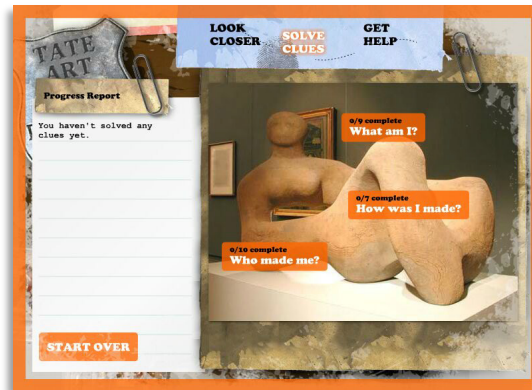 LOOK
CLOSER
SOLVE
CLUES
GET
HELP
TATE
ART
Progress Report
You haven't solved any
clues yet.
0/9 complete
What am I?
0/7 complete
How was I made?
0/10 complete
Who made me?
START OVER